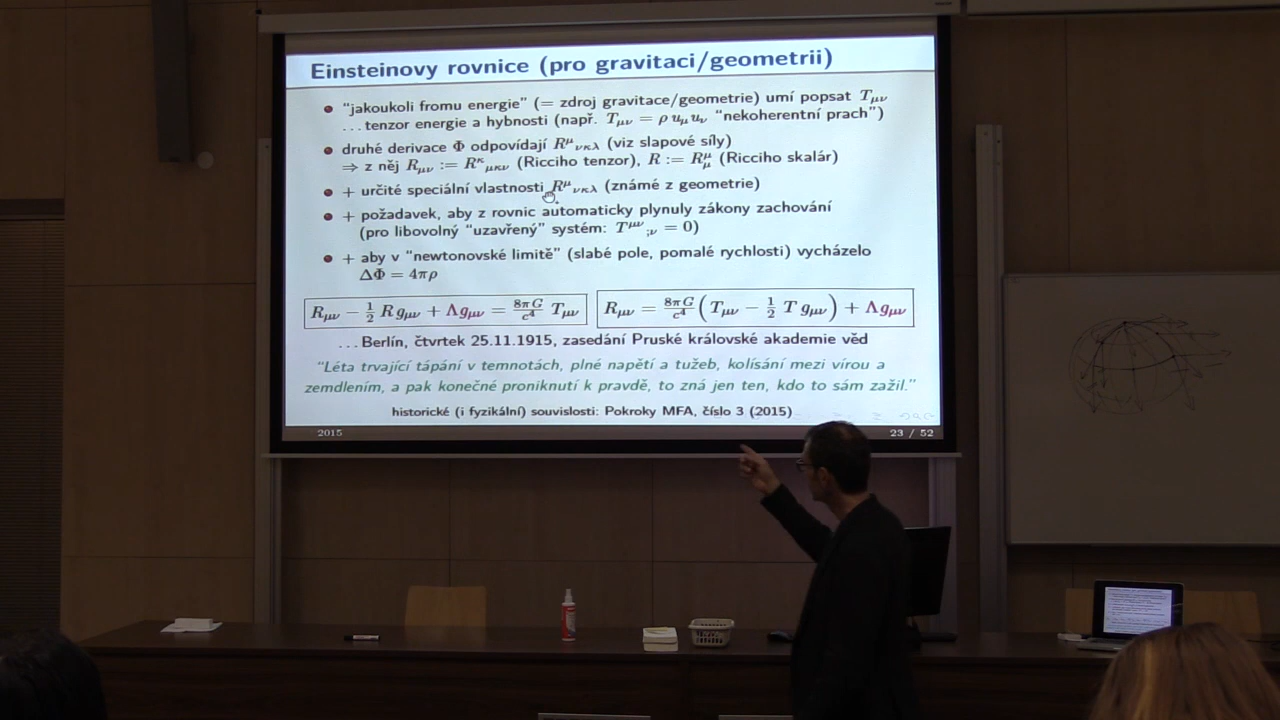 Einsteinovy rovnice (pro gravitaci/geometrii)
"jakoukoli fromu energie" (= zdroj gravitace/geometrie) umí popsat T_μν
...tenzor energie a hybnosti (např. T_μν = ρ u_μ u_ν "nekoherentní prach")
druhé derivace Φ odpovídají R^μ_νκλ (viz slapové síly)
⇒ z něj R_μν := R^κ_μκν (Ricciho tenzor), R := R^μ_μ (Ricciho skalár)
+ určité speciální vlastnosti R^μ_νκλ (známé z geometrie)
+ požadavek, aby z rovnic automaticky plynuly zákony zachování
(pro libovolný "uzavřený" systém: T^μν_;ν = 0)
+ aby v "newtonovské limitě" (slabé pole, pomalé rychlosti) vycházelo
ΔΦ = 4πρ
R_μν − 1/2 R g_μν + Λg_μν = 8πG/c⁴ T_μν
R_μν = 8πG/c⁴ (T_μν − 1/2 T g_μν) + Λg_μν
...Berlín, čtvrtek 25.11.1915, zasedání Pruské královské akademie věd
"Léta trvající tápání v temnotách, plné napětí a tužeb, kolísání mezi vírou a
zemdlením, a pak konečné proniknutí k pravdě, to zná jen ten, kdo to sám zažil."
historické (i fyzikální) souvislosti: Pokroky MFA, číslo 3 (2015)
2015
23 / 52